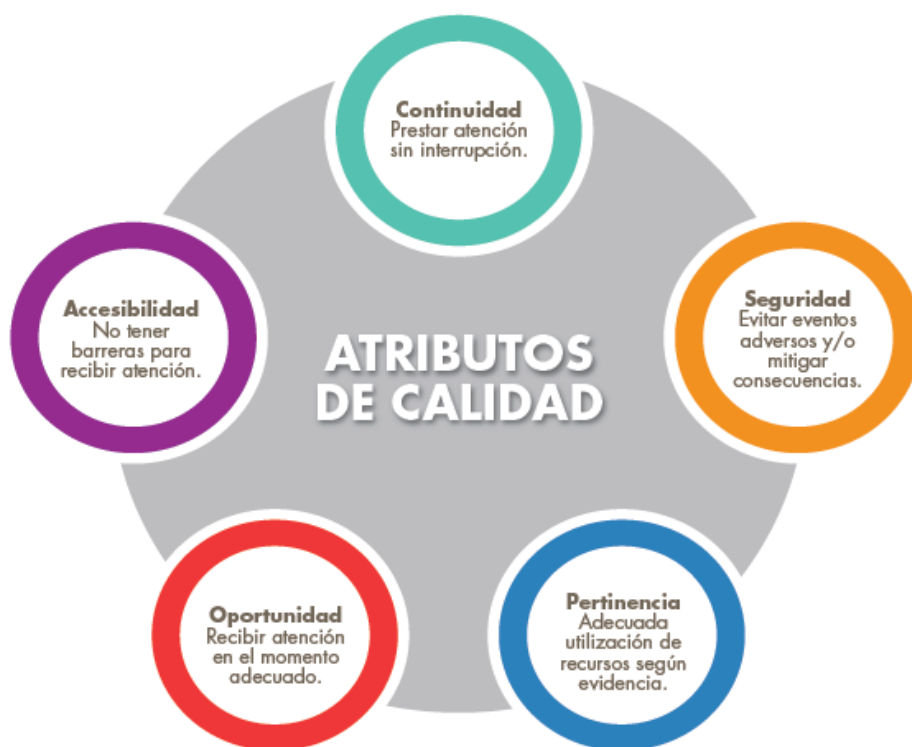 Continuidad
Prestar atención
sin interrupción.
Accesibilidad
No tener
barreras para
recibir atención.
Seguridad
Evitar eventos
adversos y/o
mitigar
consecuencias.
ATRIBUTOS
DE CALIDAD
Oportunidad
Recibir atención
en el momento
adecuado.
Pertinencia
Adecuada
utilización de
recursos según
evidencia.